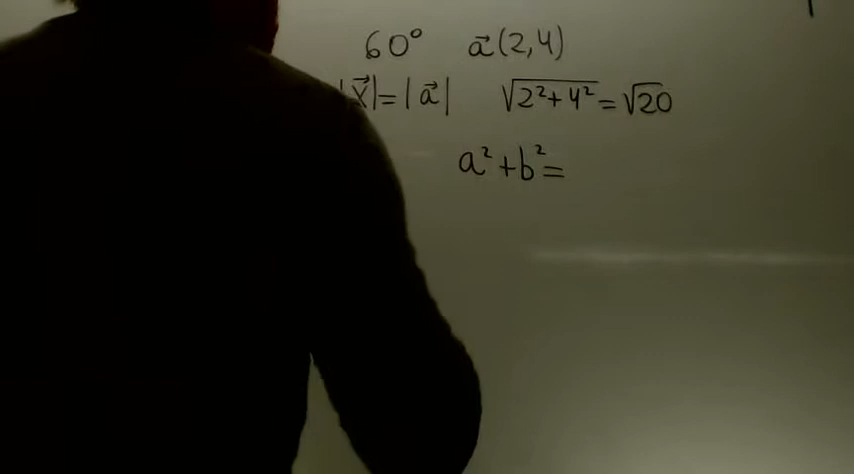 60° a⃗(2,4)
|x⃗|=|a⃗| √2²+4² = √20
a²+b²=